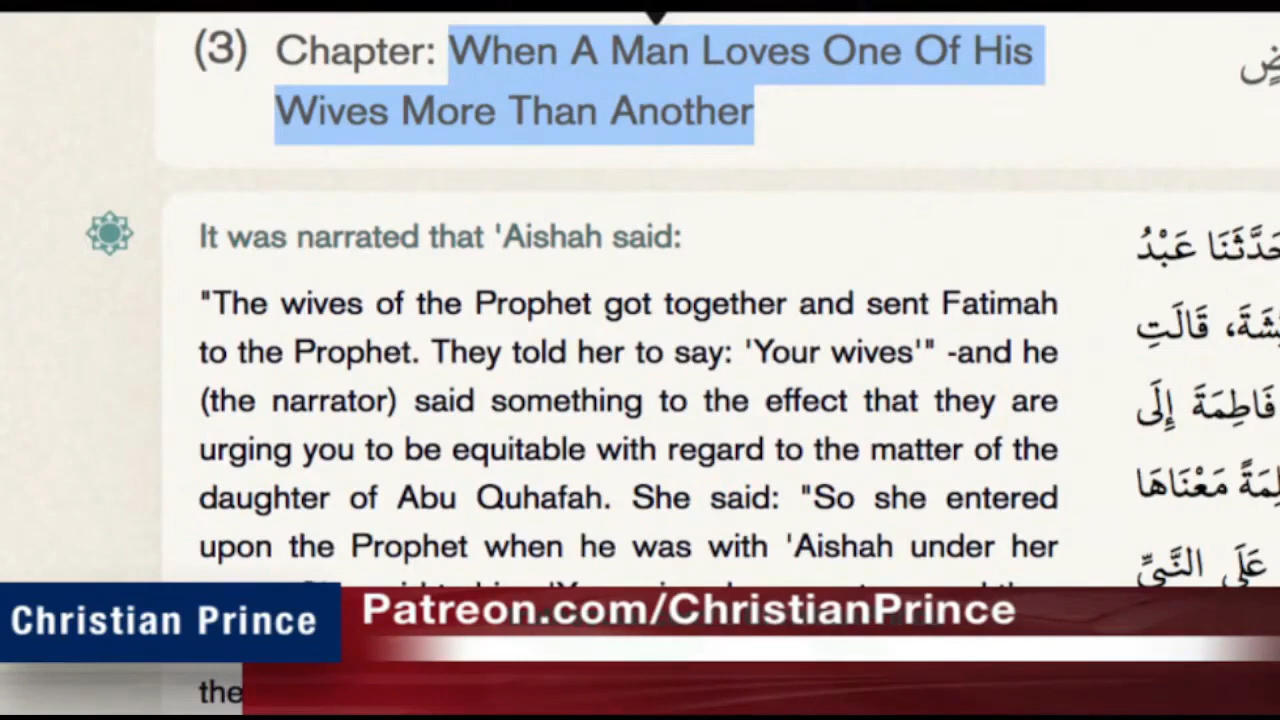 (3) Chapter: When A Man Loves One Of His
Wives More Than Another
It was narrated that 'Aishah said:
"The wives of the Prophet got together and sent Fatimah
to the Prophet. They told her to say: 'Your wives'" -and he
(the narrator) said something to the effect that they are
urging you to be equitable with regard to the matter of the
daughter of Abu Quhafah. She said: "So she entered
upon the Prophet when he was with 'Aishah under her
حَدَّثَنَا عَبْدُ
قَالَتِ
فَاطِمَةَ إِلَى
مَعْنَاهَا
عَلَى النَّبِيِّ
Christian Prince
Patreon.com/ChristianPrince
the